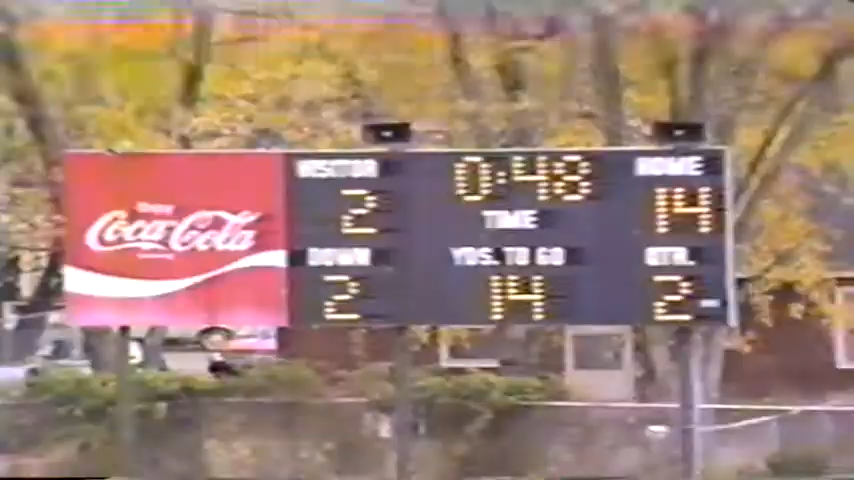 Coca-Cola
VISITOR 0:48 HOME
2 TIME 14
DOWN YDS. TO GO QTR.
2 14 2